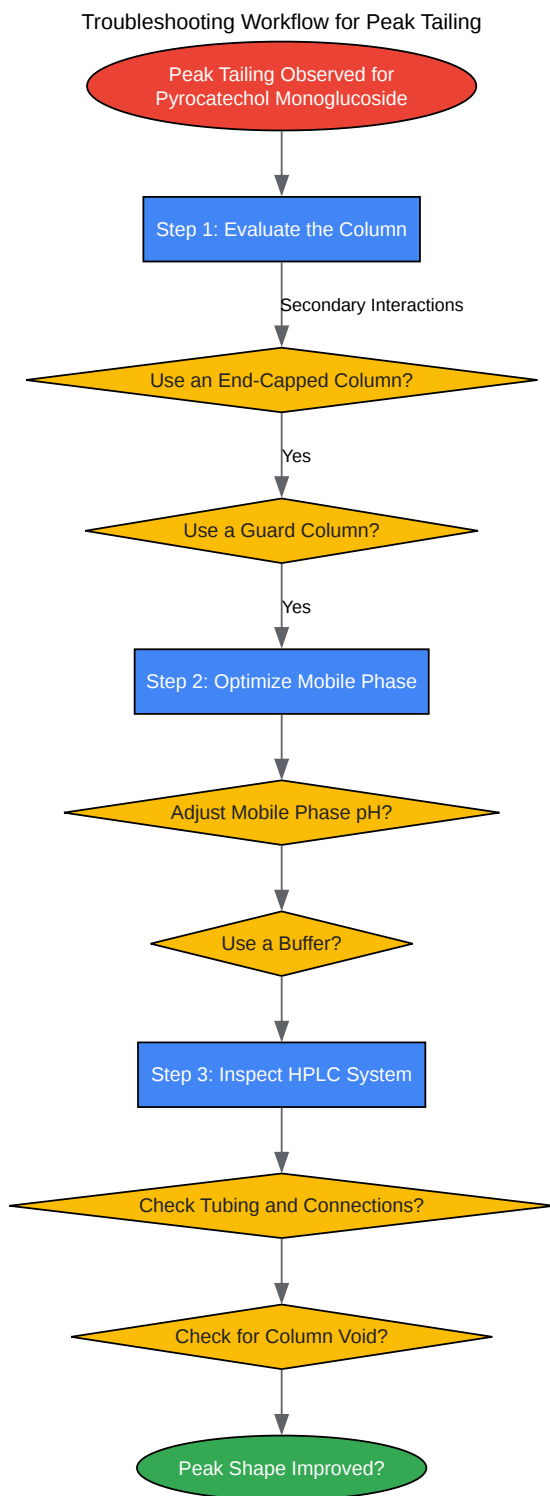 Troubleshooting Workflow for Peak Tailing
Peak Tailing Observed for
Pyrocatechol Monoglucoside
Step 1: Evaluate the Column
Secondary Interactions
Use an End-Capped Column?
Yes
Use a Guard Column?
Yes
Step 2: Optimize Mobile Phase
Adjust Mobile Phase pH?
Use a Buffer?
Step 3: Inspect HPLC System
Check Tubing and Connections?
Check for Column Void?
Peak Shape Improved?